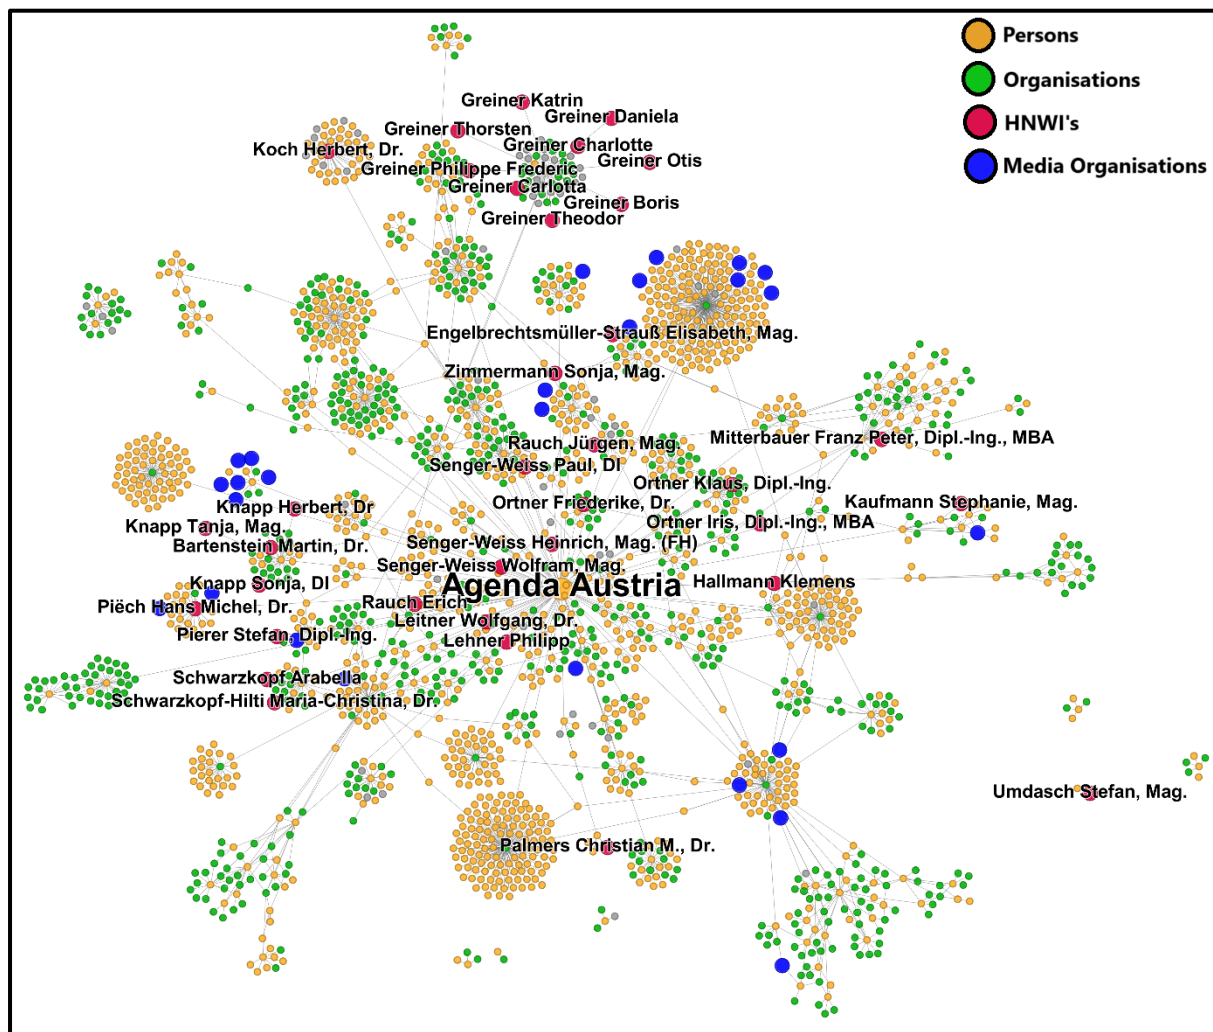 Persons
Organisations
HNWI's
Media Organisations
Greiner Katrin
Greiner Daniela
Greiner Thorsten
Greiner Charlotte
Koch Herbert, Dr.
Greiner Otis
Greiner Philippe Frederic
Greiner Carlotta
Greiner Boris
Greiner Theodor
Engelbrechtsmüller-Strauß Elisabeth, Mag.
Zimmermann Sonja, Mag.
Mitterbauer Franz Peter, Dipl.-Ing., MBA
Rauch Jürgen, Mag.
Senger-Weiss Paul, DI
Ortner Klaus, Dipl.-Ing.
Ortner Friederike, Dr.
Kaufmann Stephanie, Mag.
Knapp Herbert, Dr
Ortner Iris, Dipl.-Ing., MBA
Knapp Tanja, Mag.
Senger-Weiss Heinrich, Mag. (FH)
Bartenstein Martin, Dr.
Senger-Weiss Wolfram, Mag.
Knapp Sonja, DI
Agenda Austria
Hallmann Klemens
Piëch Hans Michel, Dr.
Rauch Erich
Leitner Wolfgang, Dr.
Pierer Stefan, Dipl.-Ing.
Lehner Philipp
Schwarzkopf Arabella
Schwarzkopf-Hilti Maria-Christina, Dr.
Umdasch Stefan, Mag.
Palmers Christian M., Dr.